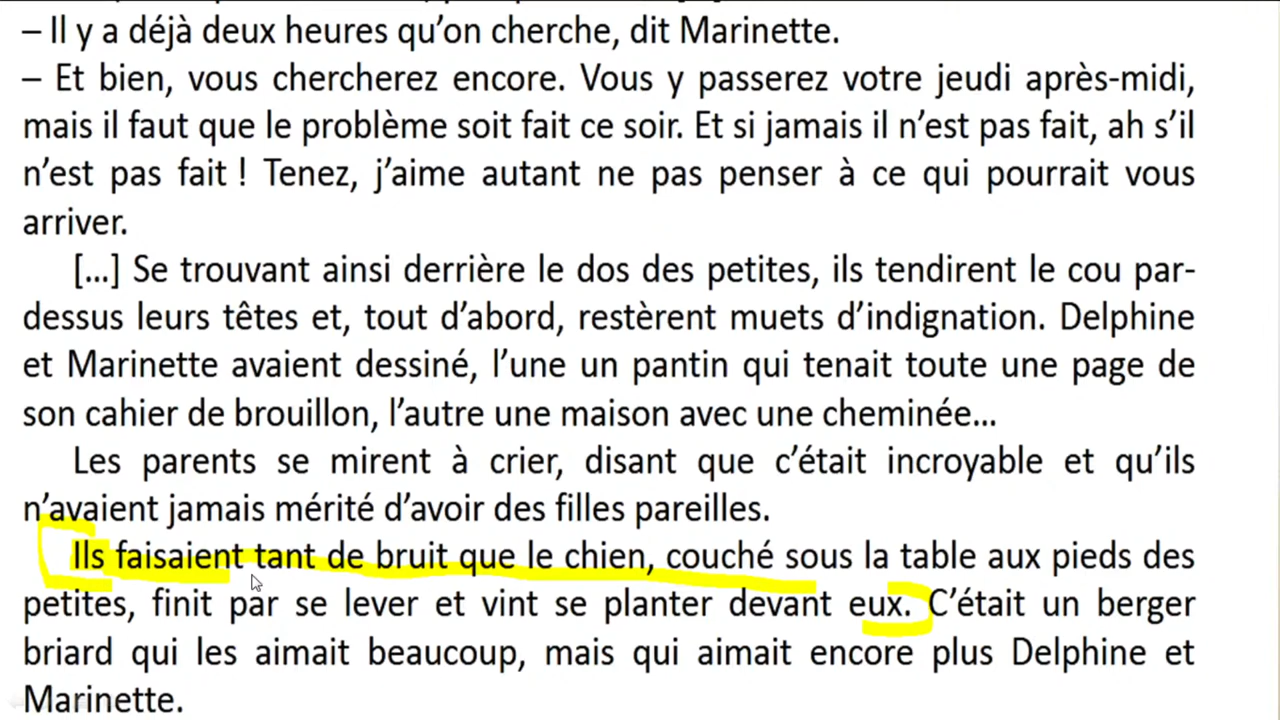 – Il y a déjà deux heures qu’on cherche, dit Marinette.
– Et bien, vous chercherez encore. Vous y passerez votre jeudi après-midi,
mais il faut que le problème soit fait ce soir. Et si jamais il n’est pas fait, ah s’il
n’est pas fait ! Tenez, j’aime autant ne pas penser à ce qui pourrait vous
arriver.
[…] Se trouvant ainsi derrière le dos des petites, ils tendirent le cou par-
dessus leurs têtes et, tout d’abord, restèrent muets d’indignation. Delphine
et Marinette avaient dessiné, l’une un pantin qui tenait toute une page de
son cahier de brouillon, l’autre une maison avec une cheminée…
Les parents se mirent à crier, disant que c’était incroyable et qu’ils
n’avaient jamais mérité d’avoir des filles pareilles.
Ils faisaient tant de bruit que le chien, couché sous la table aux pieds des
petites, finit par se lever et vint se planter devant eux. C’était un berger
briard qui les aimait beaucoup, mais qui aimait encore plus Delphine et
Marinette.